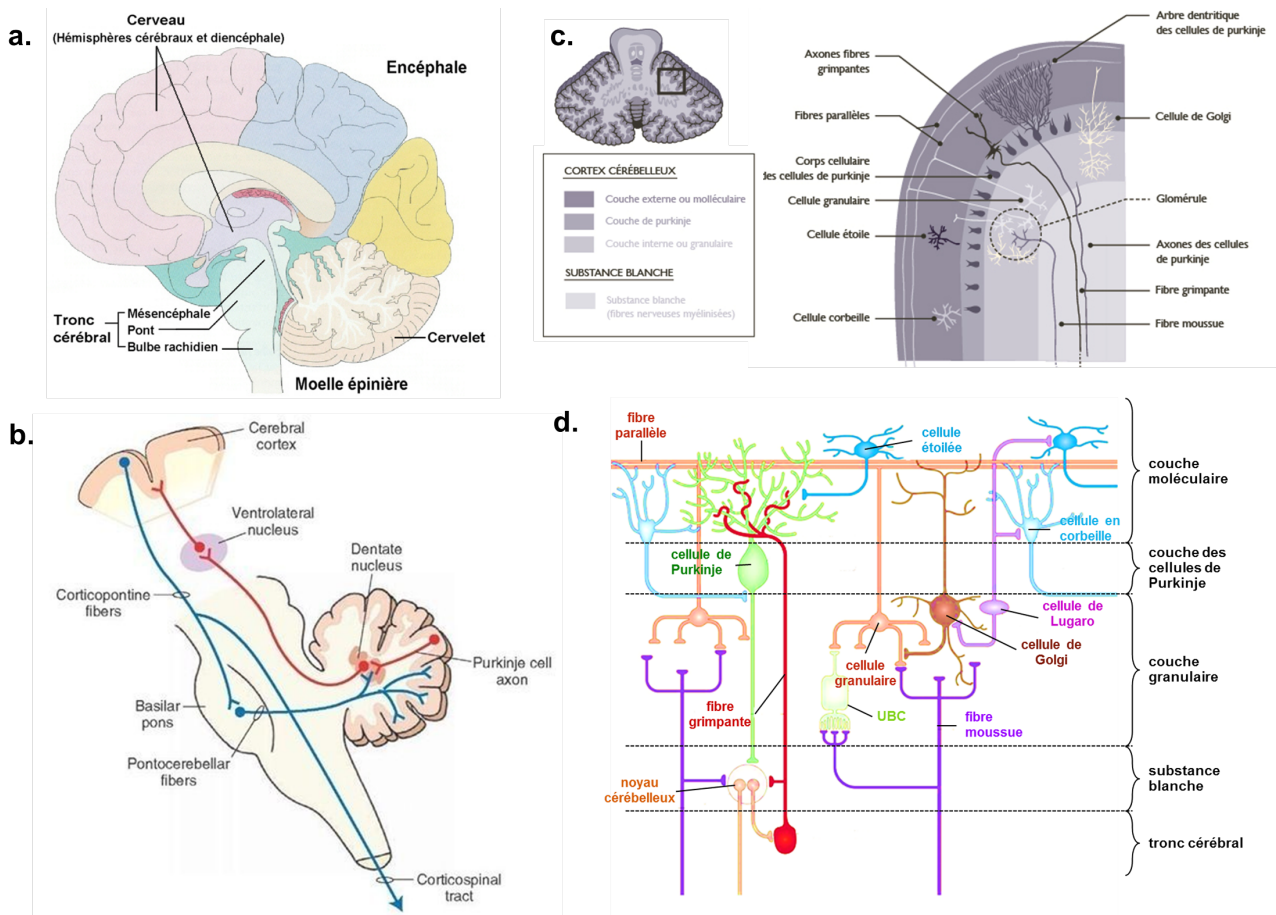 a.
Cerveau
(Hémisphères cérébraux et diencéphale)
Encéphale
Tronc
cérébral
Mésencéphale
Pont
Bulbe rachidien
Cervelet
Moelle épinière
b.
Cerebral
cortex
Ventrolateral
nucleus
Dentate
nucleus
Corticopontine
fibers
Purkinje cell
axon
Basilar
pons
Pontocerebellar
fibers
Corticospinal
tract
c.
CORTEX CÉRÉBELLEUX
Couche externe ou molléculaire
Couche de purkinje
Couche interne ou granulaire
SUBSTANCE BLANCHE
Substance blanche
(fibres nerveuses myélinisées)
Arbre dentritique
des cellules de purkinje
Axones fibres
grimpantes
Fibres parallèles
Cellule de Golgi
Corps cellulaire
des cellules de purkinje
Cellule granulaire
Glomérule
Cellule étoile
Axones des cellules
de purkinje
Fibre grimpante
Cellule corbeille
Fibre moussue
d.
fibre
parallèle
cellule
étoilée
couche
moléculaire
cellule en
corbeille
cellule de
Purkinje
couche des
cellules de
Purkinje
cellule de
Lugaro
cellule de
Golgi
cellule
granulaire
couche
granulaire
fibre
grimpante
UBC
fibre
moussue
noyau
cérébelleux
substance
blanche
tronc cérébral